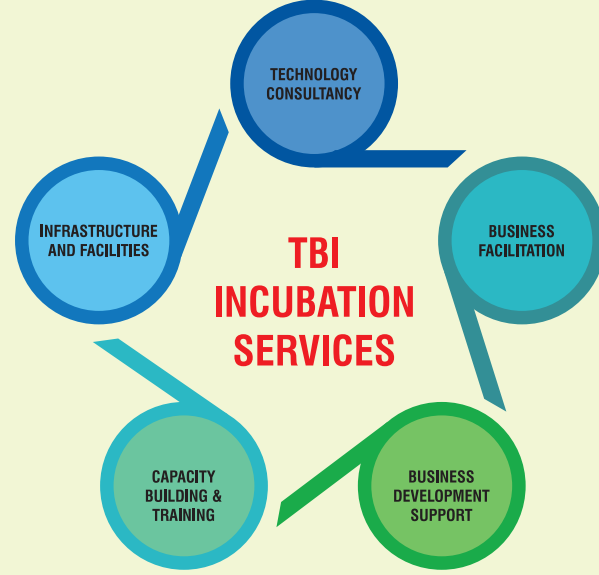 TECHNOLOGY
CONSULTANCY
INFRASTRUCTURE
AND FACILITIES
BUSINESS
FACILITATION
TBI
INCUBATION
SERVICES
CAPACITY
BUILDING &
TRAINING
BUSINESS
DEVELOPMENT
SUPPORT